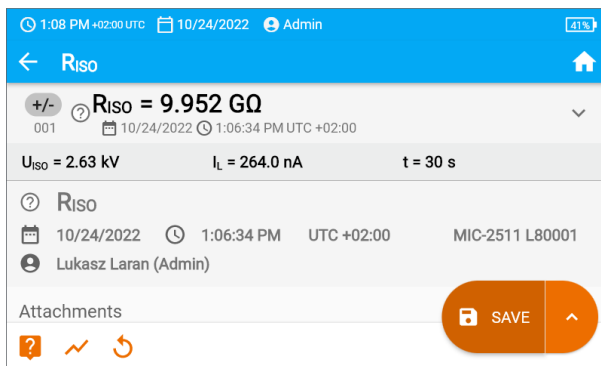 1:08 PM +02:00 UTC 10/24/2022 Admin 41%
RISO
+/- RISO = 9.952 GΩ
001 10/24/2022 1:06:34 PM UTC +02:00
UISO = 2.63 kV IL = 264.0 nA t = 30 s
RISO
10/24/2022 1:06:34 PM UTC +02:00 MIC-2511 L80001
Lukasz Laran (Admin)
Attachments
SAVE